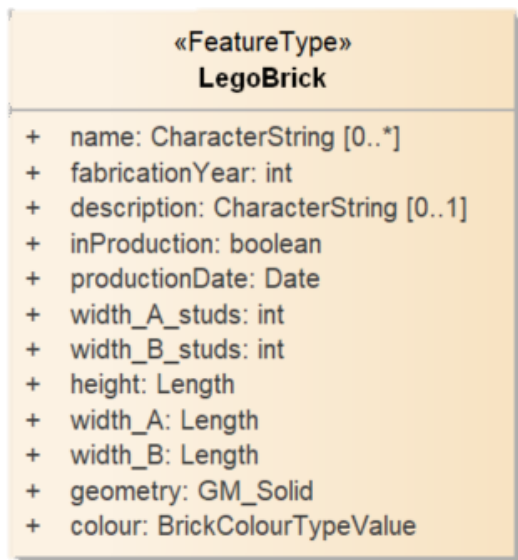 «FeatureType»
LegoBrick
+ name: CharacterString [0..*]
+ fabricationYear: int
+ description: CharacterString [0..1]
+ inProduction: boolean
+ productionDate: Date
+ width_A_studs: int
+ width_B_studs: int
+ height: Length
+ width_A: Length
+ width_B: Length
+ geometry: GM_Solid
+ colour: BrickColourTypeValue